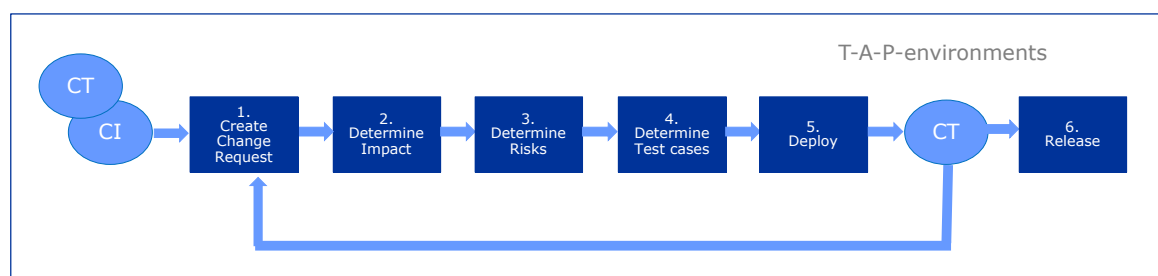 T-A-P-environments
CT
CI
1.
Create
Change
Request
2.
Determine
Impact
3.
Determine
Risks
4.
Determine
Test cases
5.
Deploy
CT
6.
Release